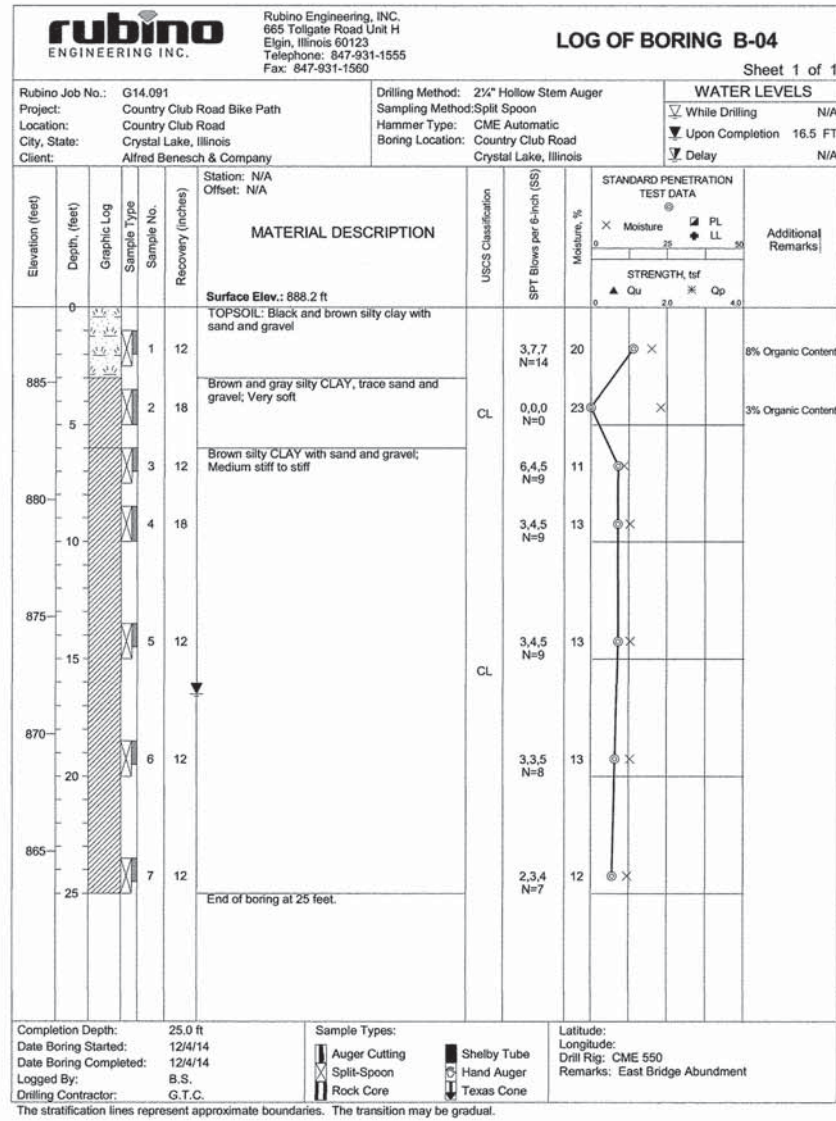 rubino
ENGINEERING INC.
Rubino Engineering, INC.
665 Tollgate Road Unit H
Elgin, Illinois 60123
Telephone: 847-931-1555
Fax: 847-931-1560
LOG OF BORING B-04
Sheet 1 of 1
Rubino Job No.: G14.091
Project: Country Club Road Bike Path
Location: Country Club Road
City, State: Crystal Lake, Illinois
Client: Alfred Benesch & Company
Drilling Method: 2¼" Hollow Stem Auger
Sampling Method: Split Spoon
Hammer Type: CME Automatic
Boring Location: Country Club Road
Crystal Lake, Illinois
WATER LEVELS
While Drilling N/A
Upon Completion 16.5 FT
Delay N/A
Elevation (feet)
Depth, (feet)
Graphic Log
Sample Type
Sample No.
Recovery (inches)
Station: N/A
Offset: N/A
MATERIAL DESCRIPTION
Surface Elev.: 888.2 ft
USCS Classification
SPT Blows per 6-inch (SS)
Moisture, %
STANDARD PENETRATION
TEST DATA
Moisture PL
LL
0 25 50
STRENGTH, tsf
Qu Qp
0 2.0 4.0
Additional
Remarks
0
TOPSOIL: Black and brown silty clay with
sand and gravel
1 12 3,7,7 20 8% Organic Content
N=14
885
Brown and gray silty CLAY, trace sand and
gravel; Very soft
2 18 CL 0,0,0 23 3% Organic Content
N=0
5
Brown silty CLAY with sand and gravel;
Medium stiff to stiff
3 12 6,4,5 11
N=9
880
4 18 3,4,5 13
N=9
10
875
5 12 3,4,5 13
N=9
15
CL
870
6 12 3,3,5 13
N=8
20
865
7 12 2,3,4 12
N=7
25
End of boring at 25 feet.
Completion Depth: 25.0 ft
Date Boring Started: 12/4/14
Date Boring Completed: 12/4/14
Logged By: B.S.
Drilling Contractor: G.T.C.
Sample Types:
Auger Cutting
Split-Spoon
Rock Core
Shelby Tube
Hand Auger
Texas Cone
Latitude:
Longitude:
Drill Rig: CME 550
Remarks: East Bridge Abundment
The stratification lines represent approximate boundaries. The transition may be gradual.